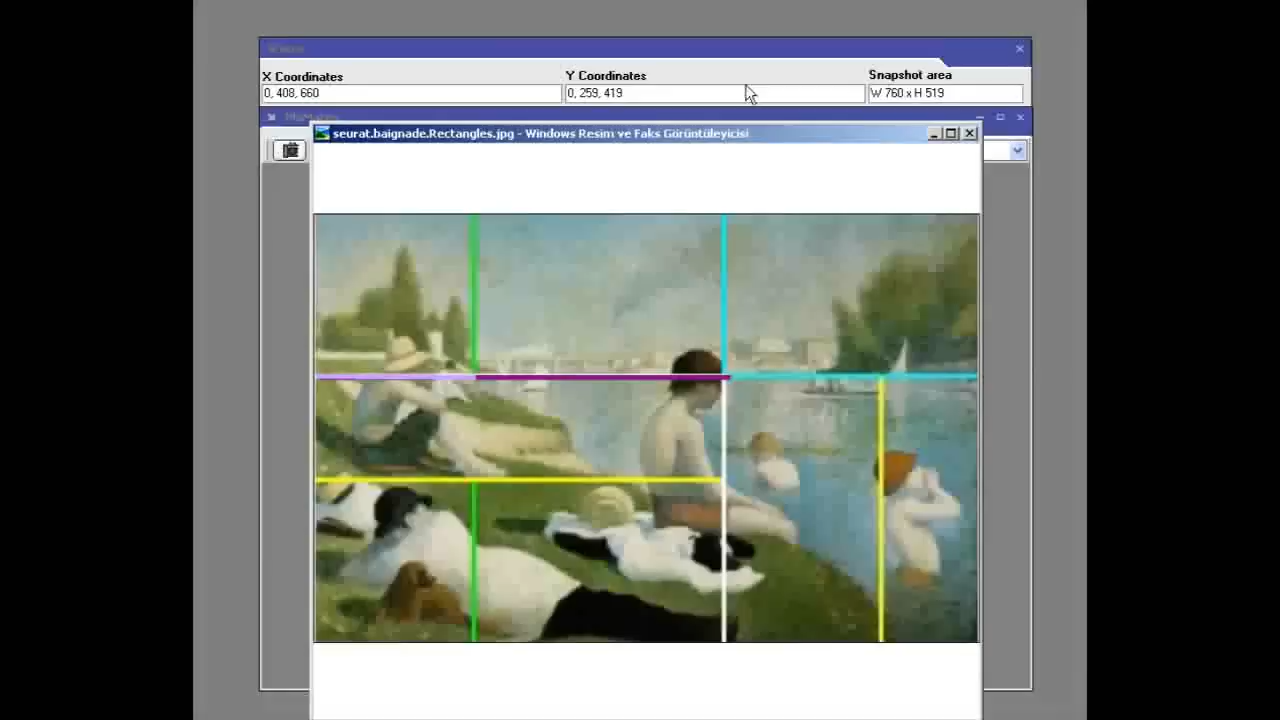 X Coordinates
Y Coordinates
Snapshot area
0, 408, 660
0, 259, 419
W 760 x H 519
seurat.baignade.Rectangles.jpg - Windows Resim ve Faks Görüntüleyicisi